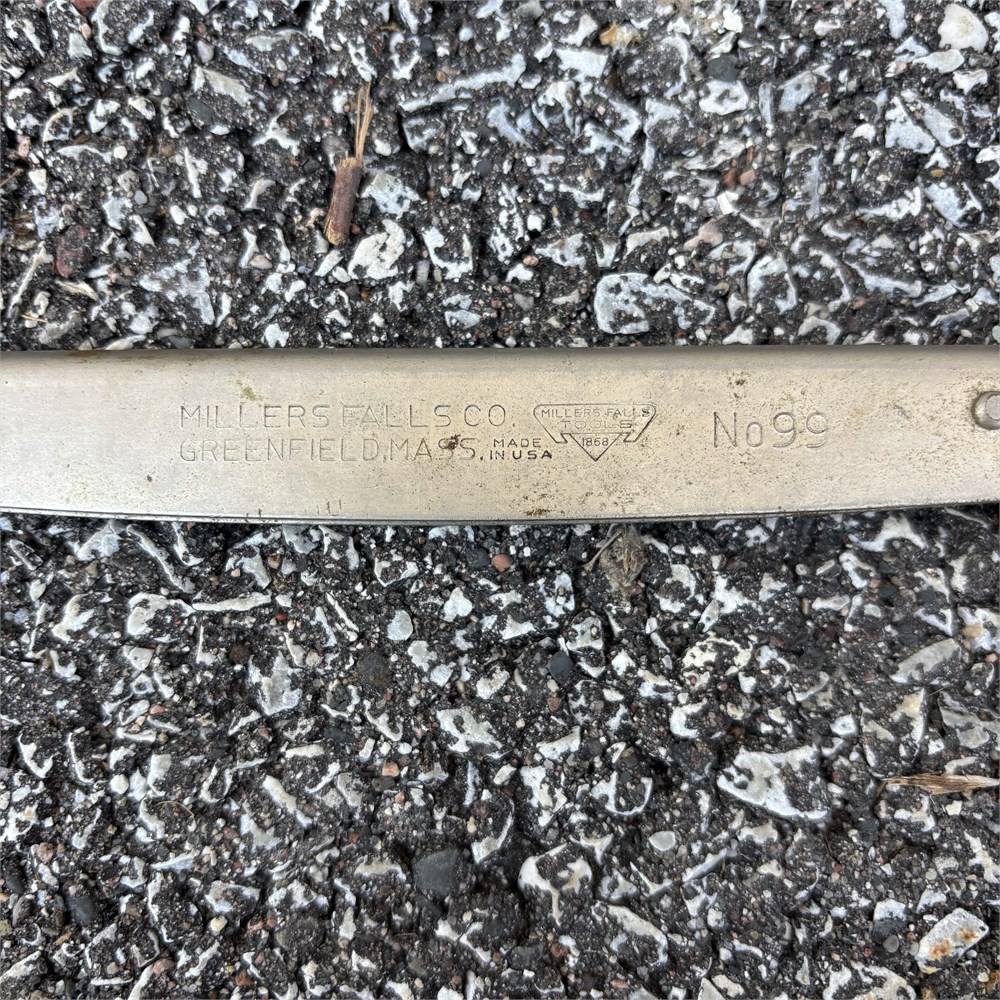 MILLERS FALLS CO.
GREENFIELD, MASS. MADE IN USA
MILLERS FALLS
TOOLS
1868
No 99